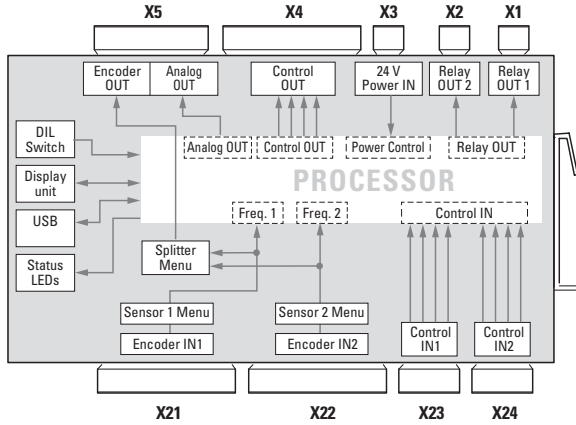 X5 X4 X3 X2 X1
Encoder OUT
Analog OUT
Control OUT
24 V Power IN
Relay OUT 2
Relay OUT 1
DIL Switch
Display unit
USB
Status LEDs
Analog OUT
Control OUT
Power Control
Relay OUT
PROCESSOR
Freq. 1
Freq. 2
Control IN
Splitter Menu
Sensor 1 Menu
Encoder IN1
Sensor 2 Menu
Encoder IN2
Control IN1
Control IN2
X21 X22 X23 X24